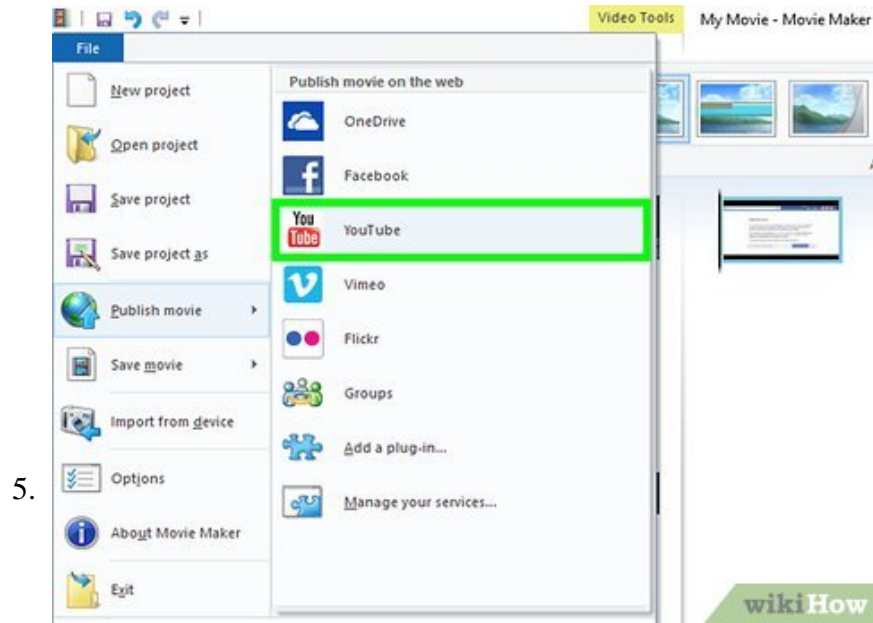 Video Tools
My Movie - Movie Maker
File
New project
Open project
Save project
Save project as
Publish movie
Save movie
Import from device
5.
Options
About Movie Maker
Exit
Publish movie on the web
OneDrive
f
Facebook
You
Tube
YouTube
V
Vimeo
Flickr
Groups
Add a plug-in...
Manage your services...
wikiHow